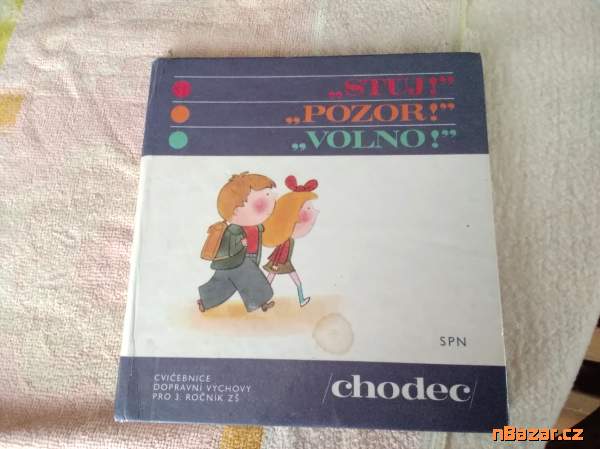 „STUJ!”
„POZOR!”
„VOLNO!”
SPN
CVIČEBNICE
DOPRAVNÍ VÝCHOVY
PRO 3. ROČNÍK ZŠ
/chodec/
nBazar.cz